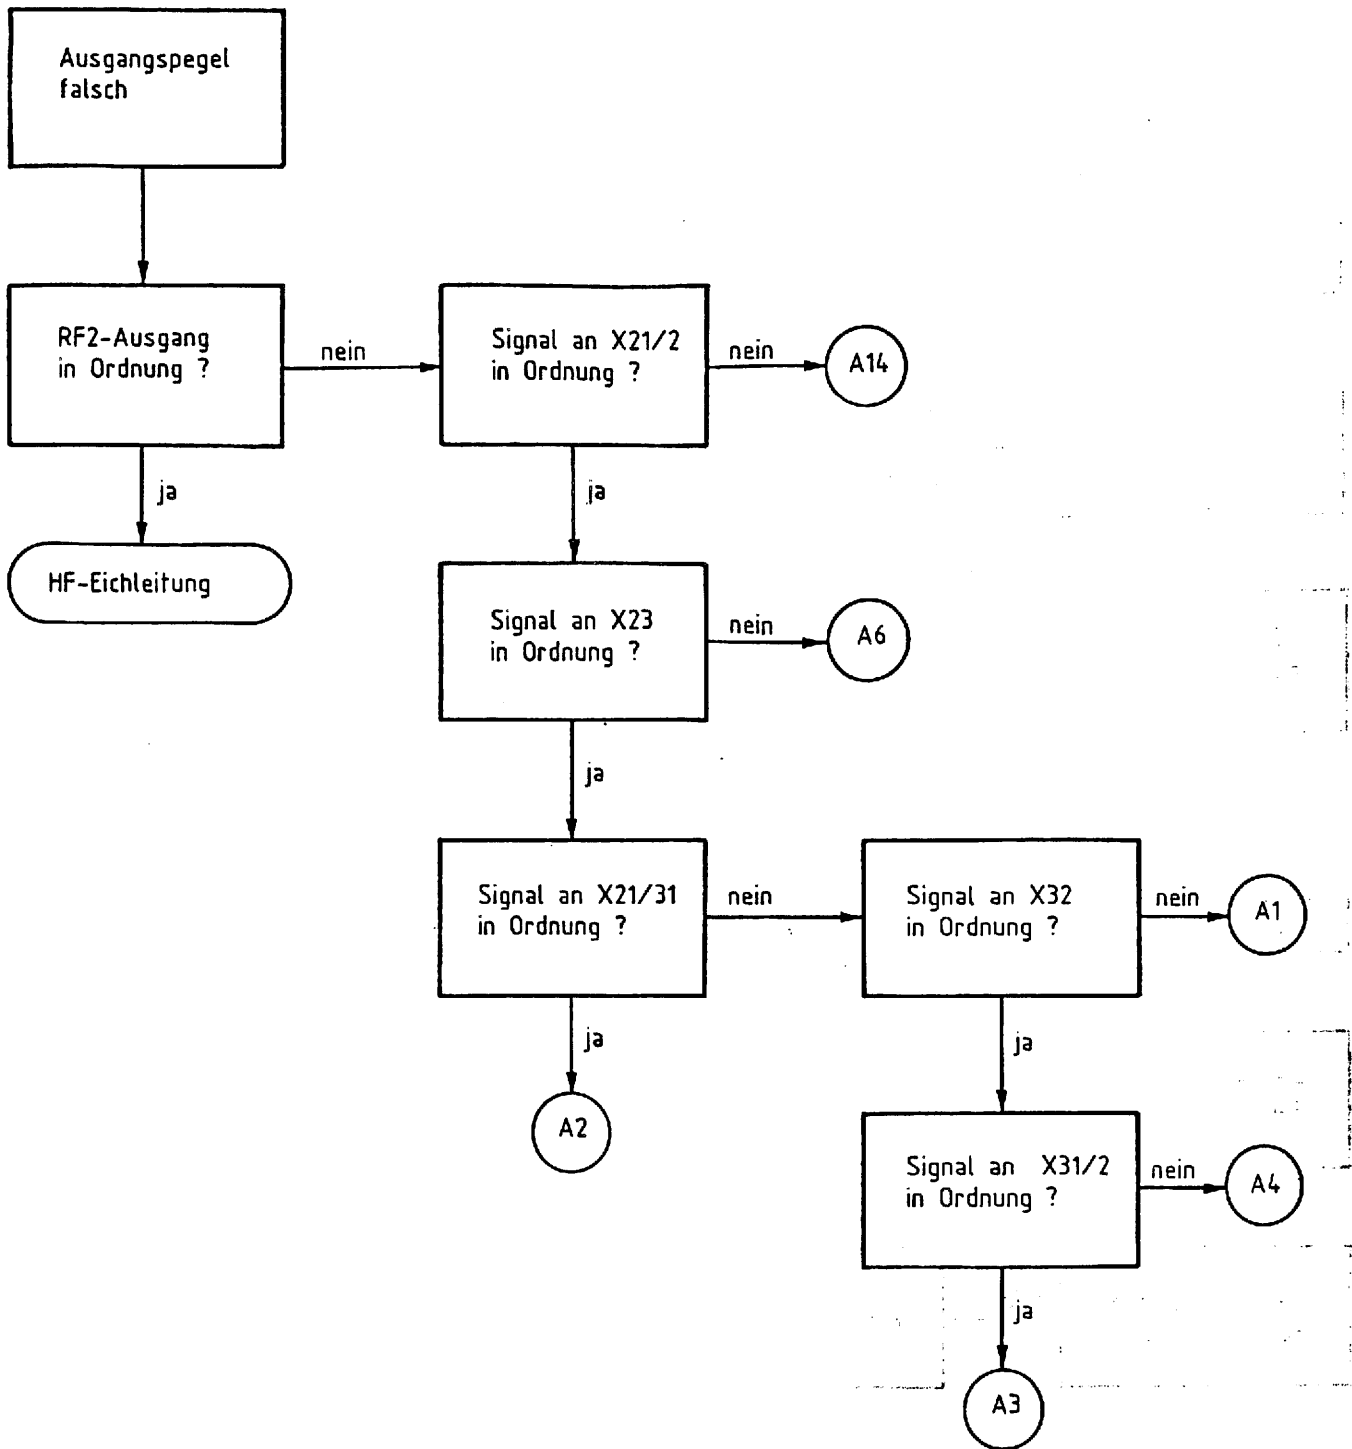 Ausgangspegel
falsch
RF2-Ausgang
in Ordnung ?
nein
Signal an X21/2
in Ordnung ?
nein
A14
ja
HF-Eichleitung
ja
Signal an X23
in Ordnung ?
nein
A6
ja
Signal an X21/31
in Ordnung ?
nein
Signal an X32
in Ordnung ?
nein
A1
ja
A2
ja
Signal an X31/2
in Ordnung ?
nein
A4
ja
A3